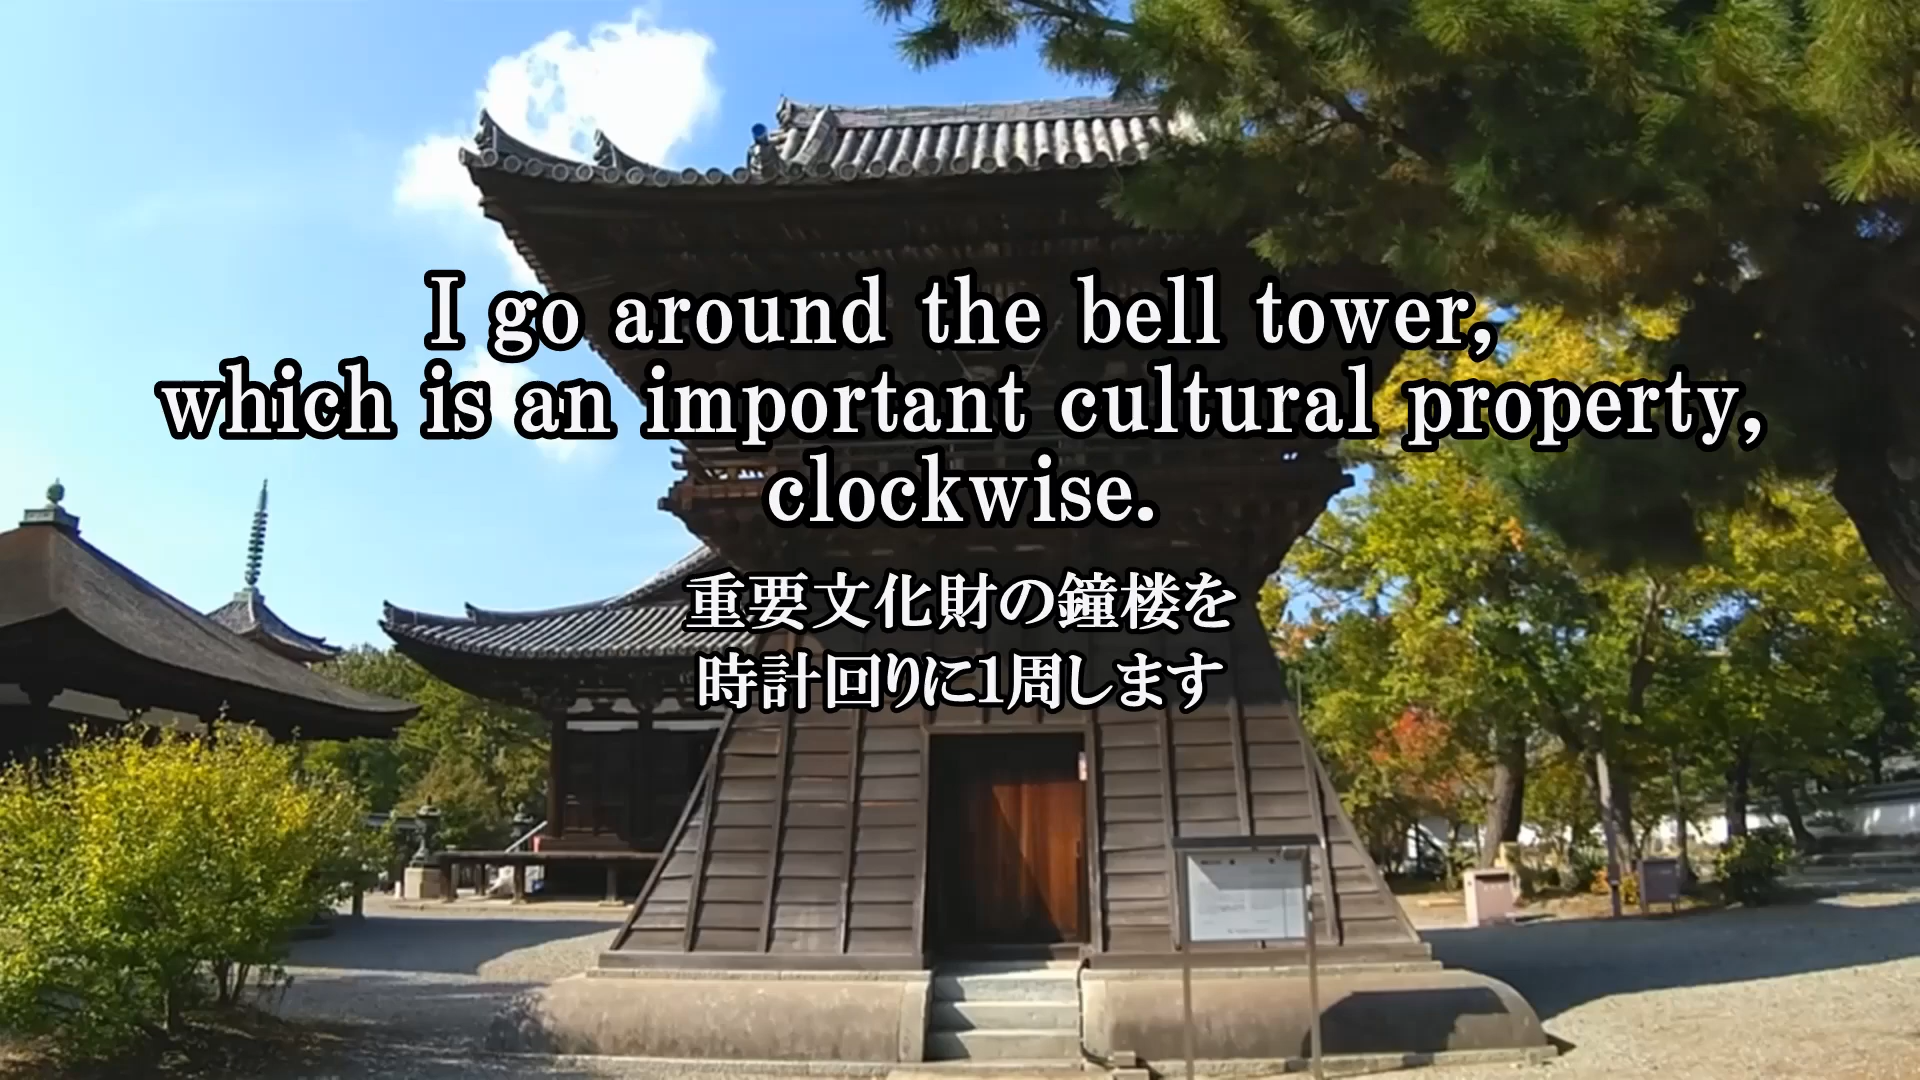 I go around the bell tower,
which is an important cultural property,
clockwise.
重要文化財の鐘楼を
時計回りに1周します